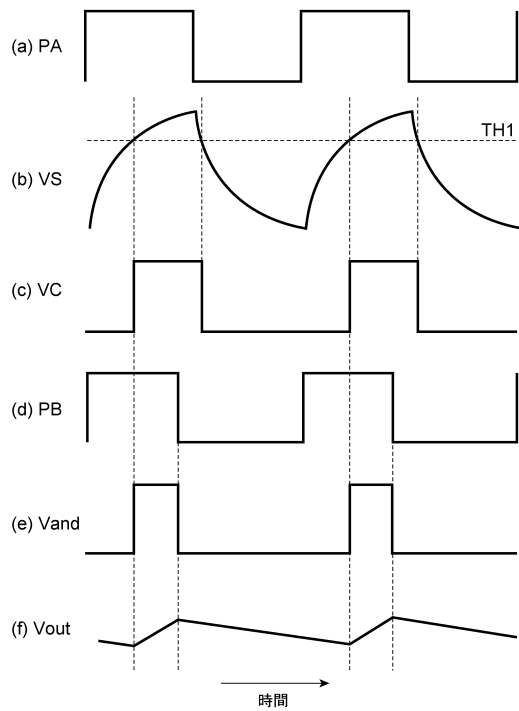 (a) PA
TH1
(b) VS
(c) VC
(d) PB
(e) Vand
(f) Vout
時間